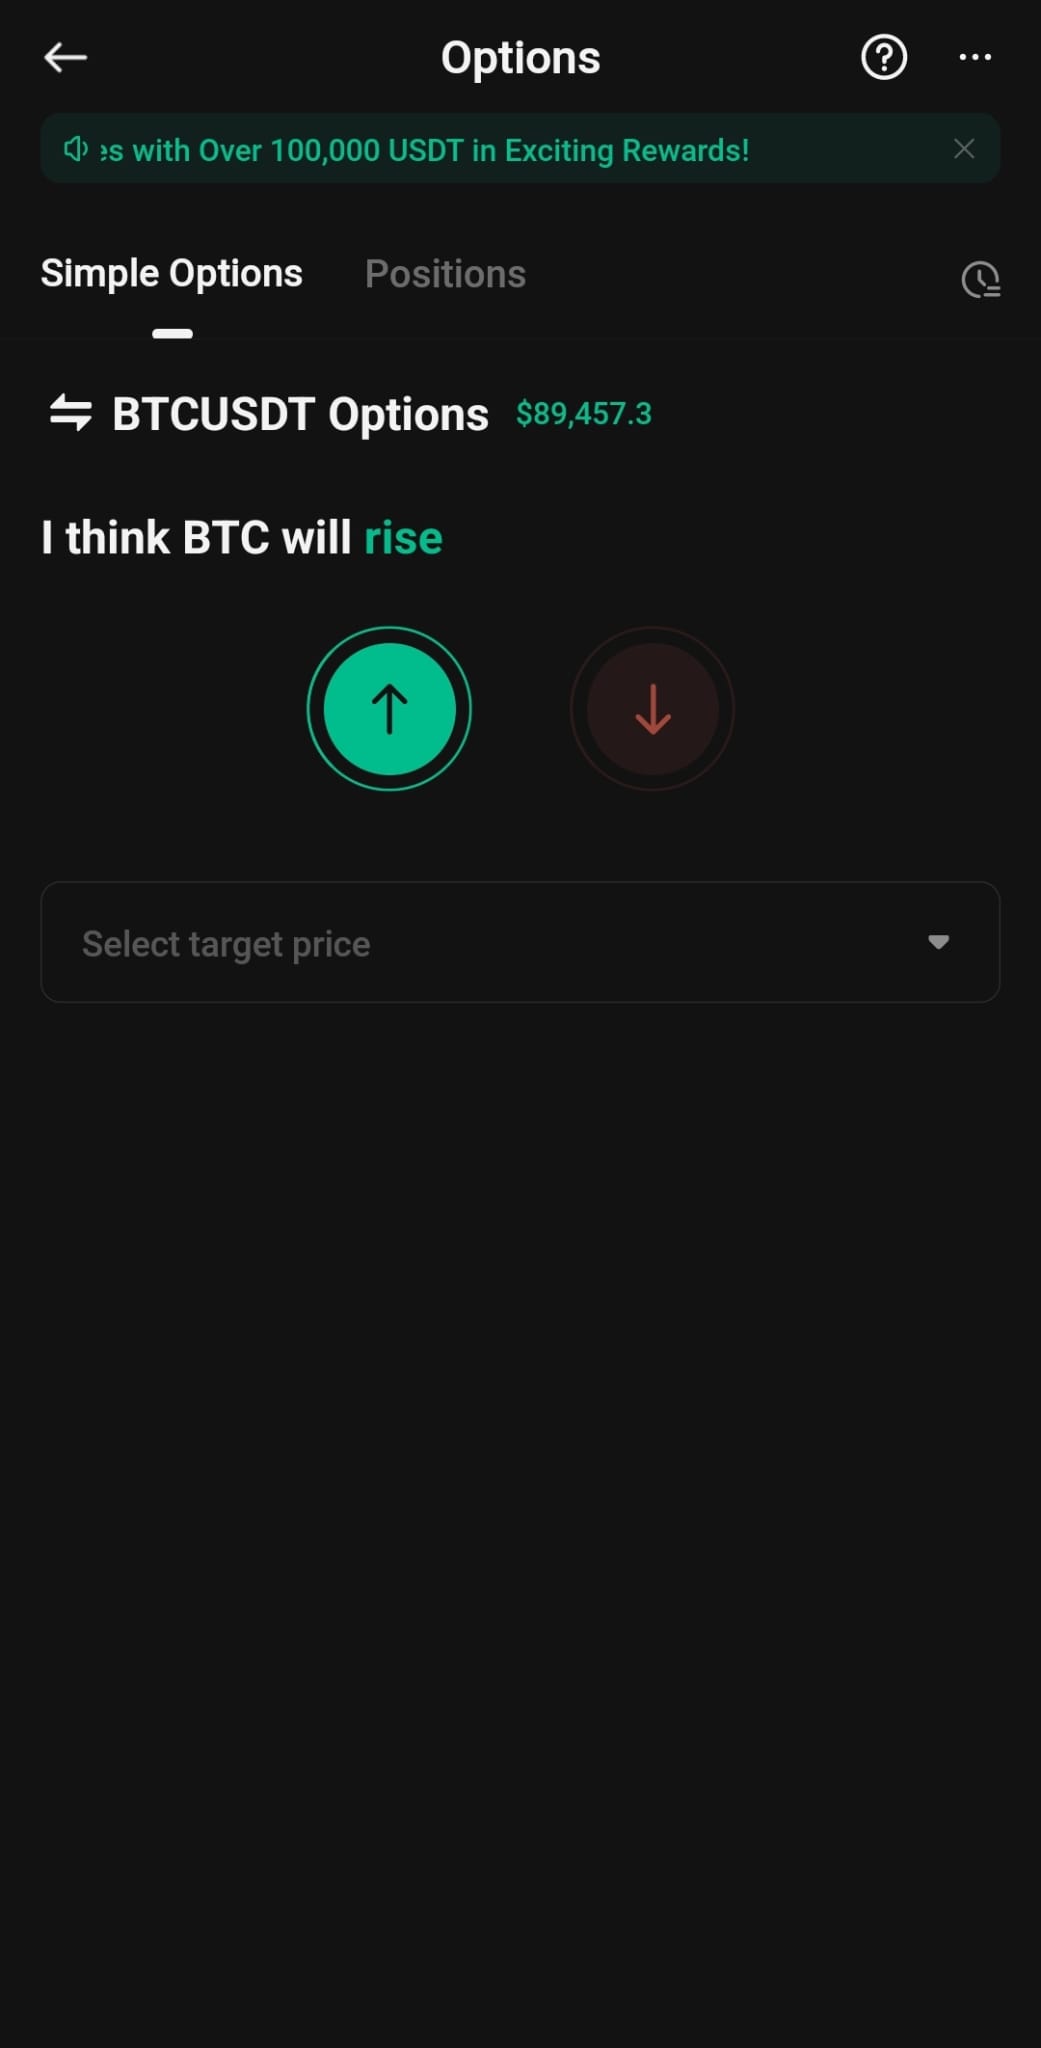 Options
with Over 100,000 USDT in Exciting Rewards!
Simple Options
Positions
BTCUSDT Options $89,457.3
I think BTC will rise
Select target price